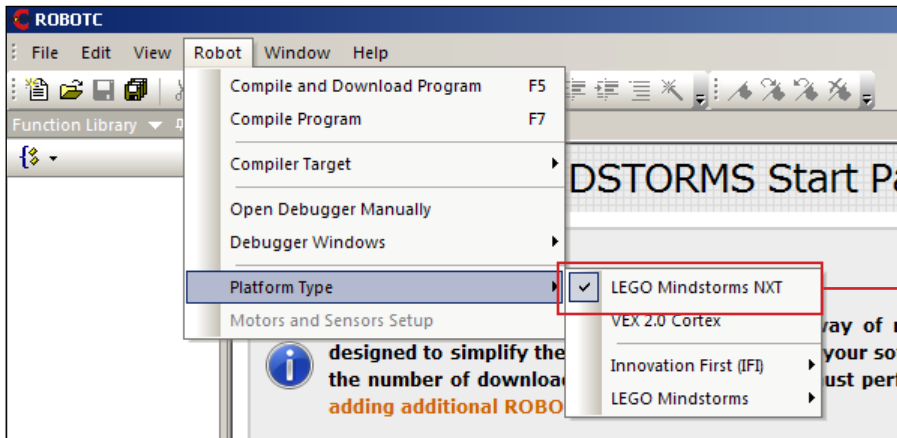 ROBOTC
File Edit View Robot Window Help
Compile and Download Program F5
Function Library
Compile Program F7
Compiler Target
DSTORMS Start Pa
Open Debugger Manually
Debugger Windows
Platform Type
LEGO Mindstorms NXT
Motors and Sensors Setup
VEX 2.0 Cortex
way of
designed to simplify the
your so
Innovation First (IFI)
the number of downloa
ust per
LEGO Mindstorms
adding additional ROBO